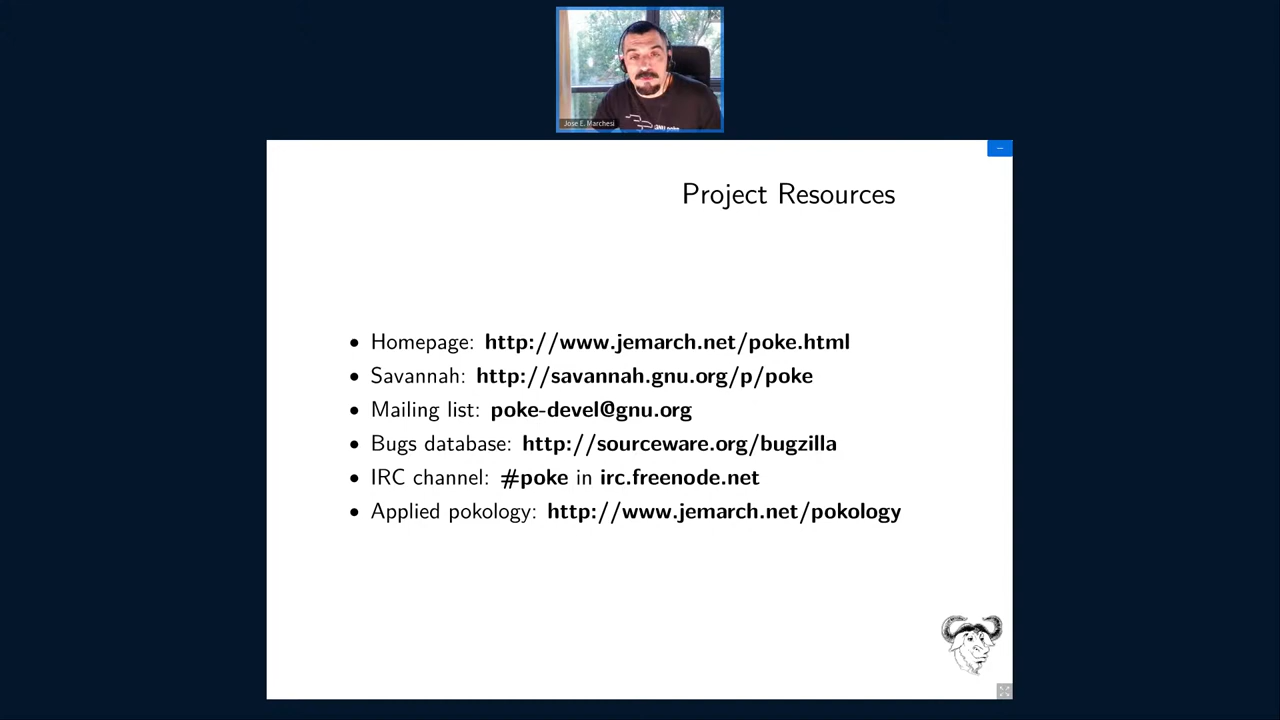 Jose E. Marchesi
Project Resources
• Homepage: http://www.jemarch.net/poke.html
• Savannah: http://savannah.gnu.org/p/poke
• Mailing list: poke-devel@gnu.org
• Bugs database: http://sourceware.org/bugzilla
• IRC channel: #poke in irc.freenode.net
• Applied pokology: http://www.jemarch.net/pokology